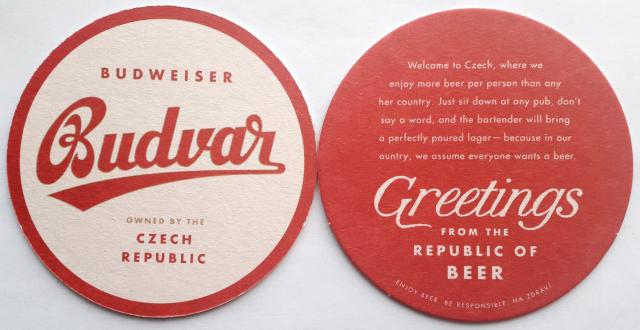 BUDWEISER
Budvar
OWNED BY THE
CZECH
REPUBLIC
Welcome to Czech, where we
enjoy more beer per person than any
her country. Just sit down at any pub, don't
say a word, and the bartender will bring
a perfectly poured lager – because in our
ountry, we assume everyone wants a beer.
Greetings
FROM THE
REPUBLIC OF
BEER
ENJOY BEER. BE RESPONSIBLE. NA ZDRAVÍ.